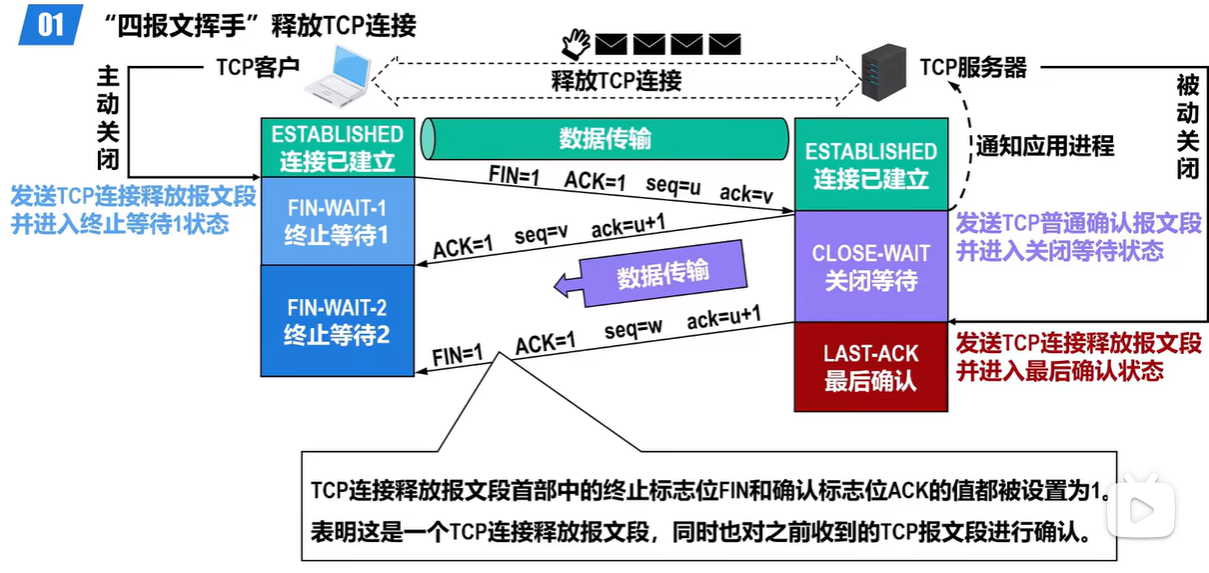 01 “四报文挥手”释放TCP连接
TCP客户
释放TCP连接
TCP服务器
主动关闭
被动关闭
ESTABLISHED
连接已建立
数据传输
ESTABLISHED
连接已建立
通知应用进程
FIN=1 ACK=1 seq=u ack=v
发送TCP连接释放报文段
并进入终止等待1状态
FIN-WAIT-1
终止等待1
ACK=1 seq=v ack=u+1
发送TCP普通确认报文段
并进入关闭等待状态
CLOSE-WAIT
关闭等待
数据传输
FIN-WAIT-2
终止等待2
FIN=1 ACK=1 seq=w ack=u+1
LAST-ACK
最后确认
发送TCP连接释放报文段
并进入最后确认状态
TCP连接释放报文段首部中的终止标志位FIN和确认标志位ACK的值都被设置为1。
表明这是一个TCP连接释放报文段，同时也对之前收到的TCP报文段进行确认。